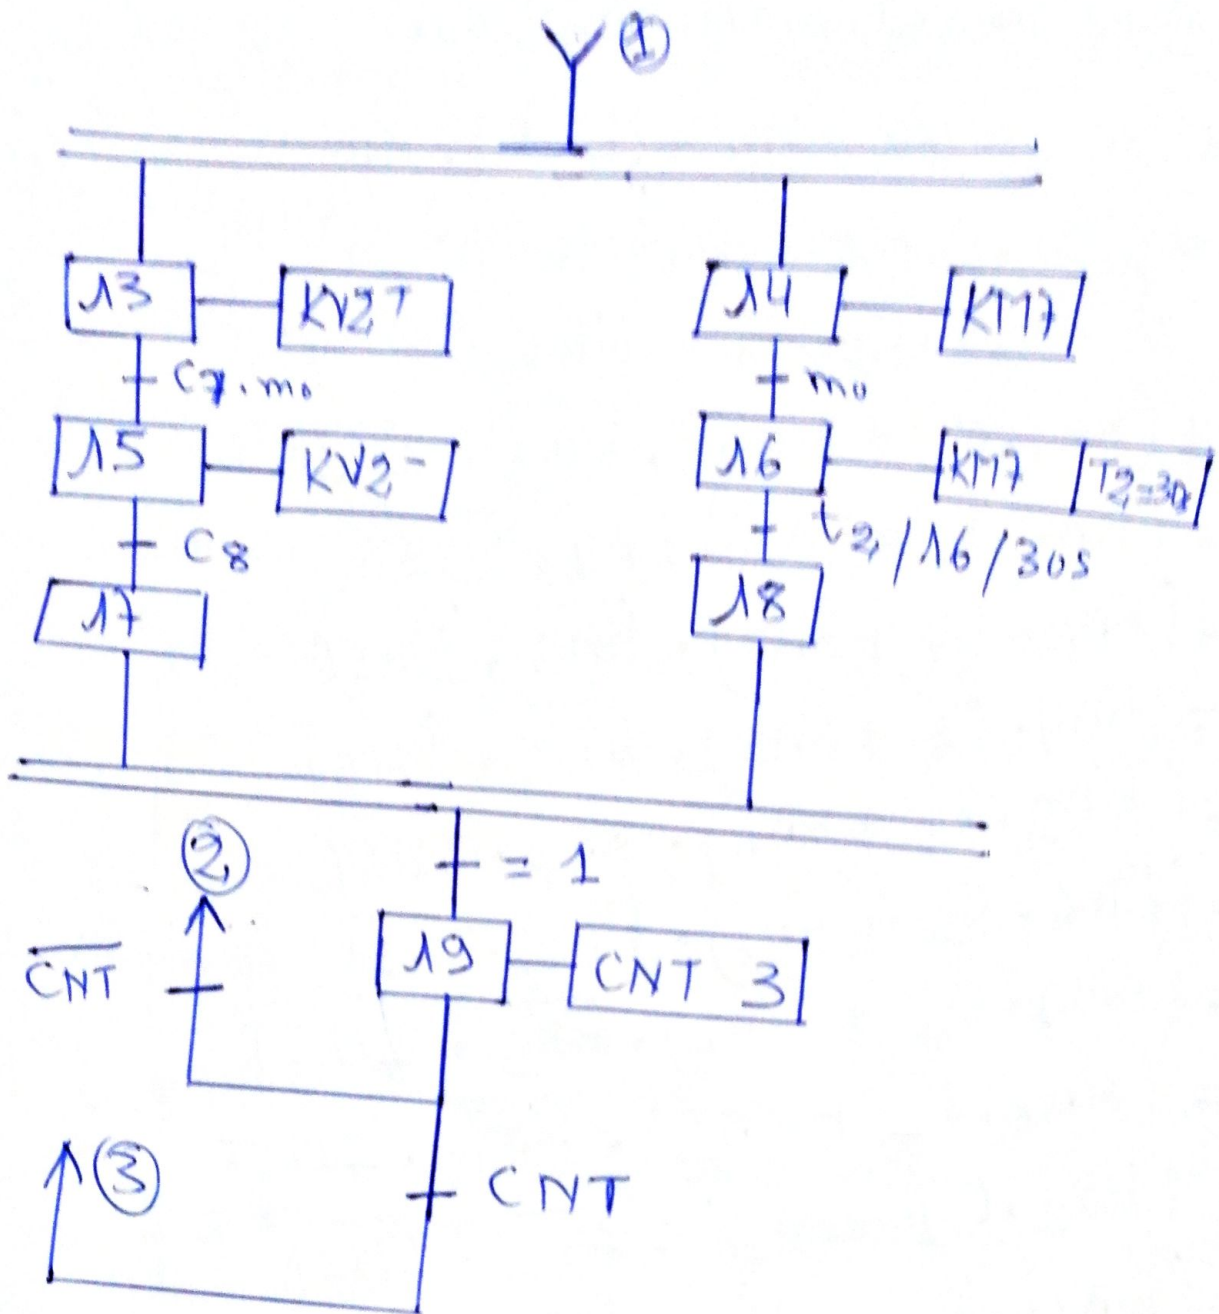 1
13 KV2+ 14 KM7
C7.m0 m0
15 KV2- 16 KM7 T2=30s
C8 t2/16/30s
17 18
2 = 1
CNT 19 CNT 3
3 CNT